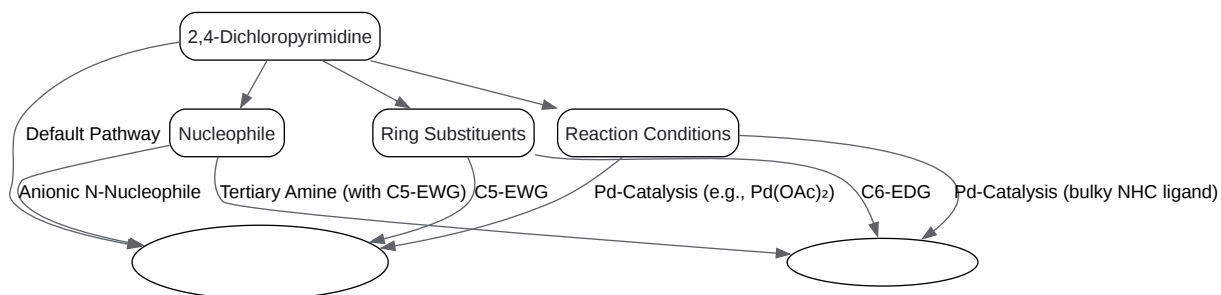 2,4-Dichloropyrimidine
Default Pathway
Nucleophile
Ring Substituents
Reaction Conditions
Anionic N-Nucleophile
Tertiary Amine (with C5-EWG)
C5-EWG
Pd-Catalysis (e.g., Pd(OAc)₂)
C6-EDG
Pd-Catalysis (bulky NHC ligand)